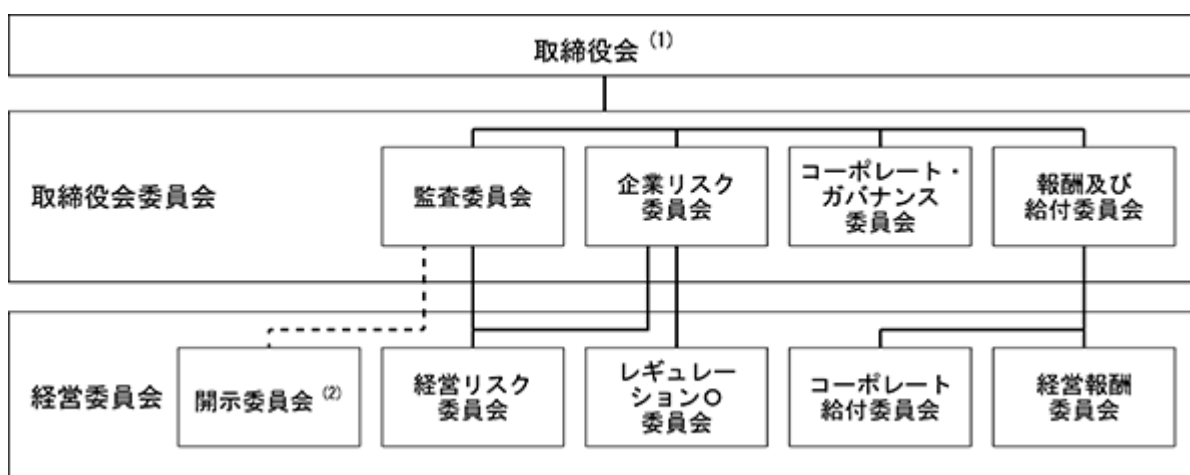 取締役会 (1)
取締役会委員会
監査委員会
企業リスク
委員会
コーポレート・
ガバナンス
委員会
報酬及び
給付委員会
経営委員会
開示委員会 (2)
経営リスク
委員会
レギュレー
ションO
委員会
コーポレート
給付委員会
経営報酬
委員会